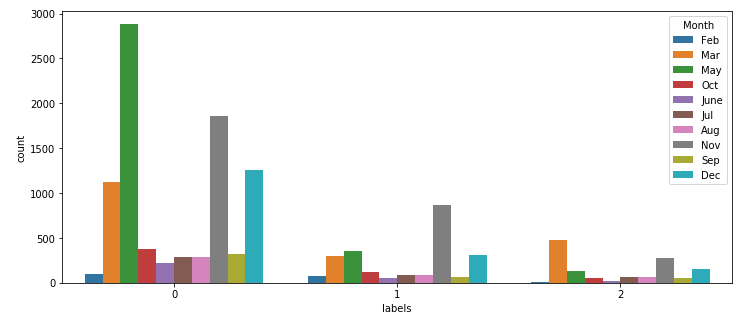 3000
2500
2000
1500
1000
500
0
count
0
1
2
labels
Month
Feb
Mar
May
Oct
June
Jul
Aug
Nov
Sep
Dec